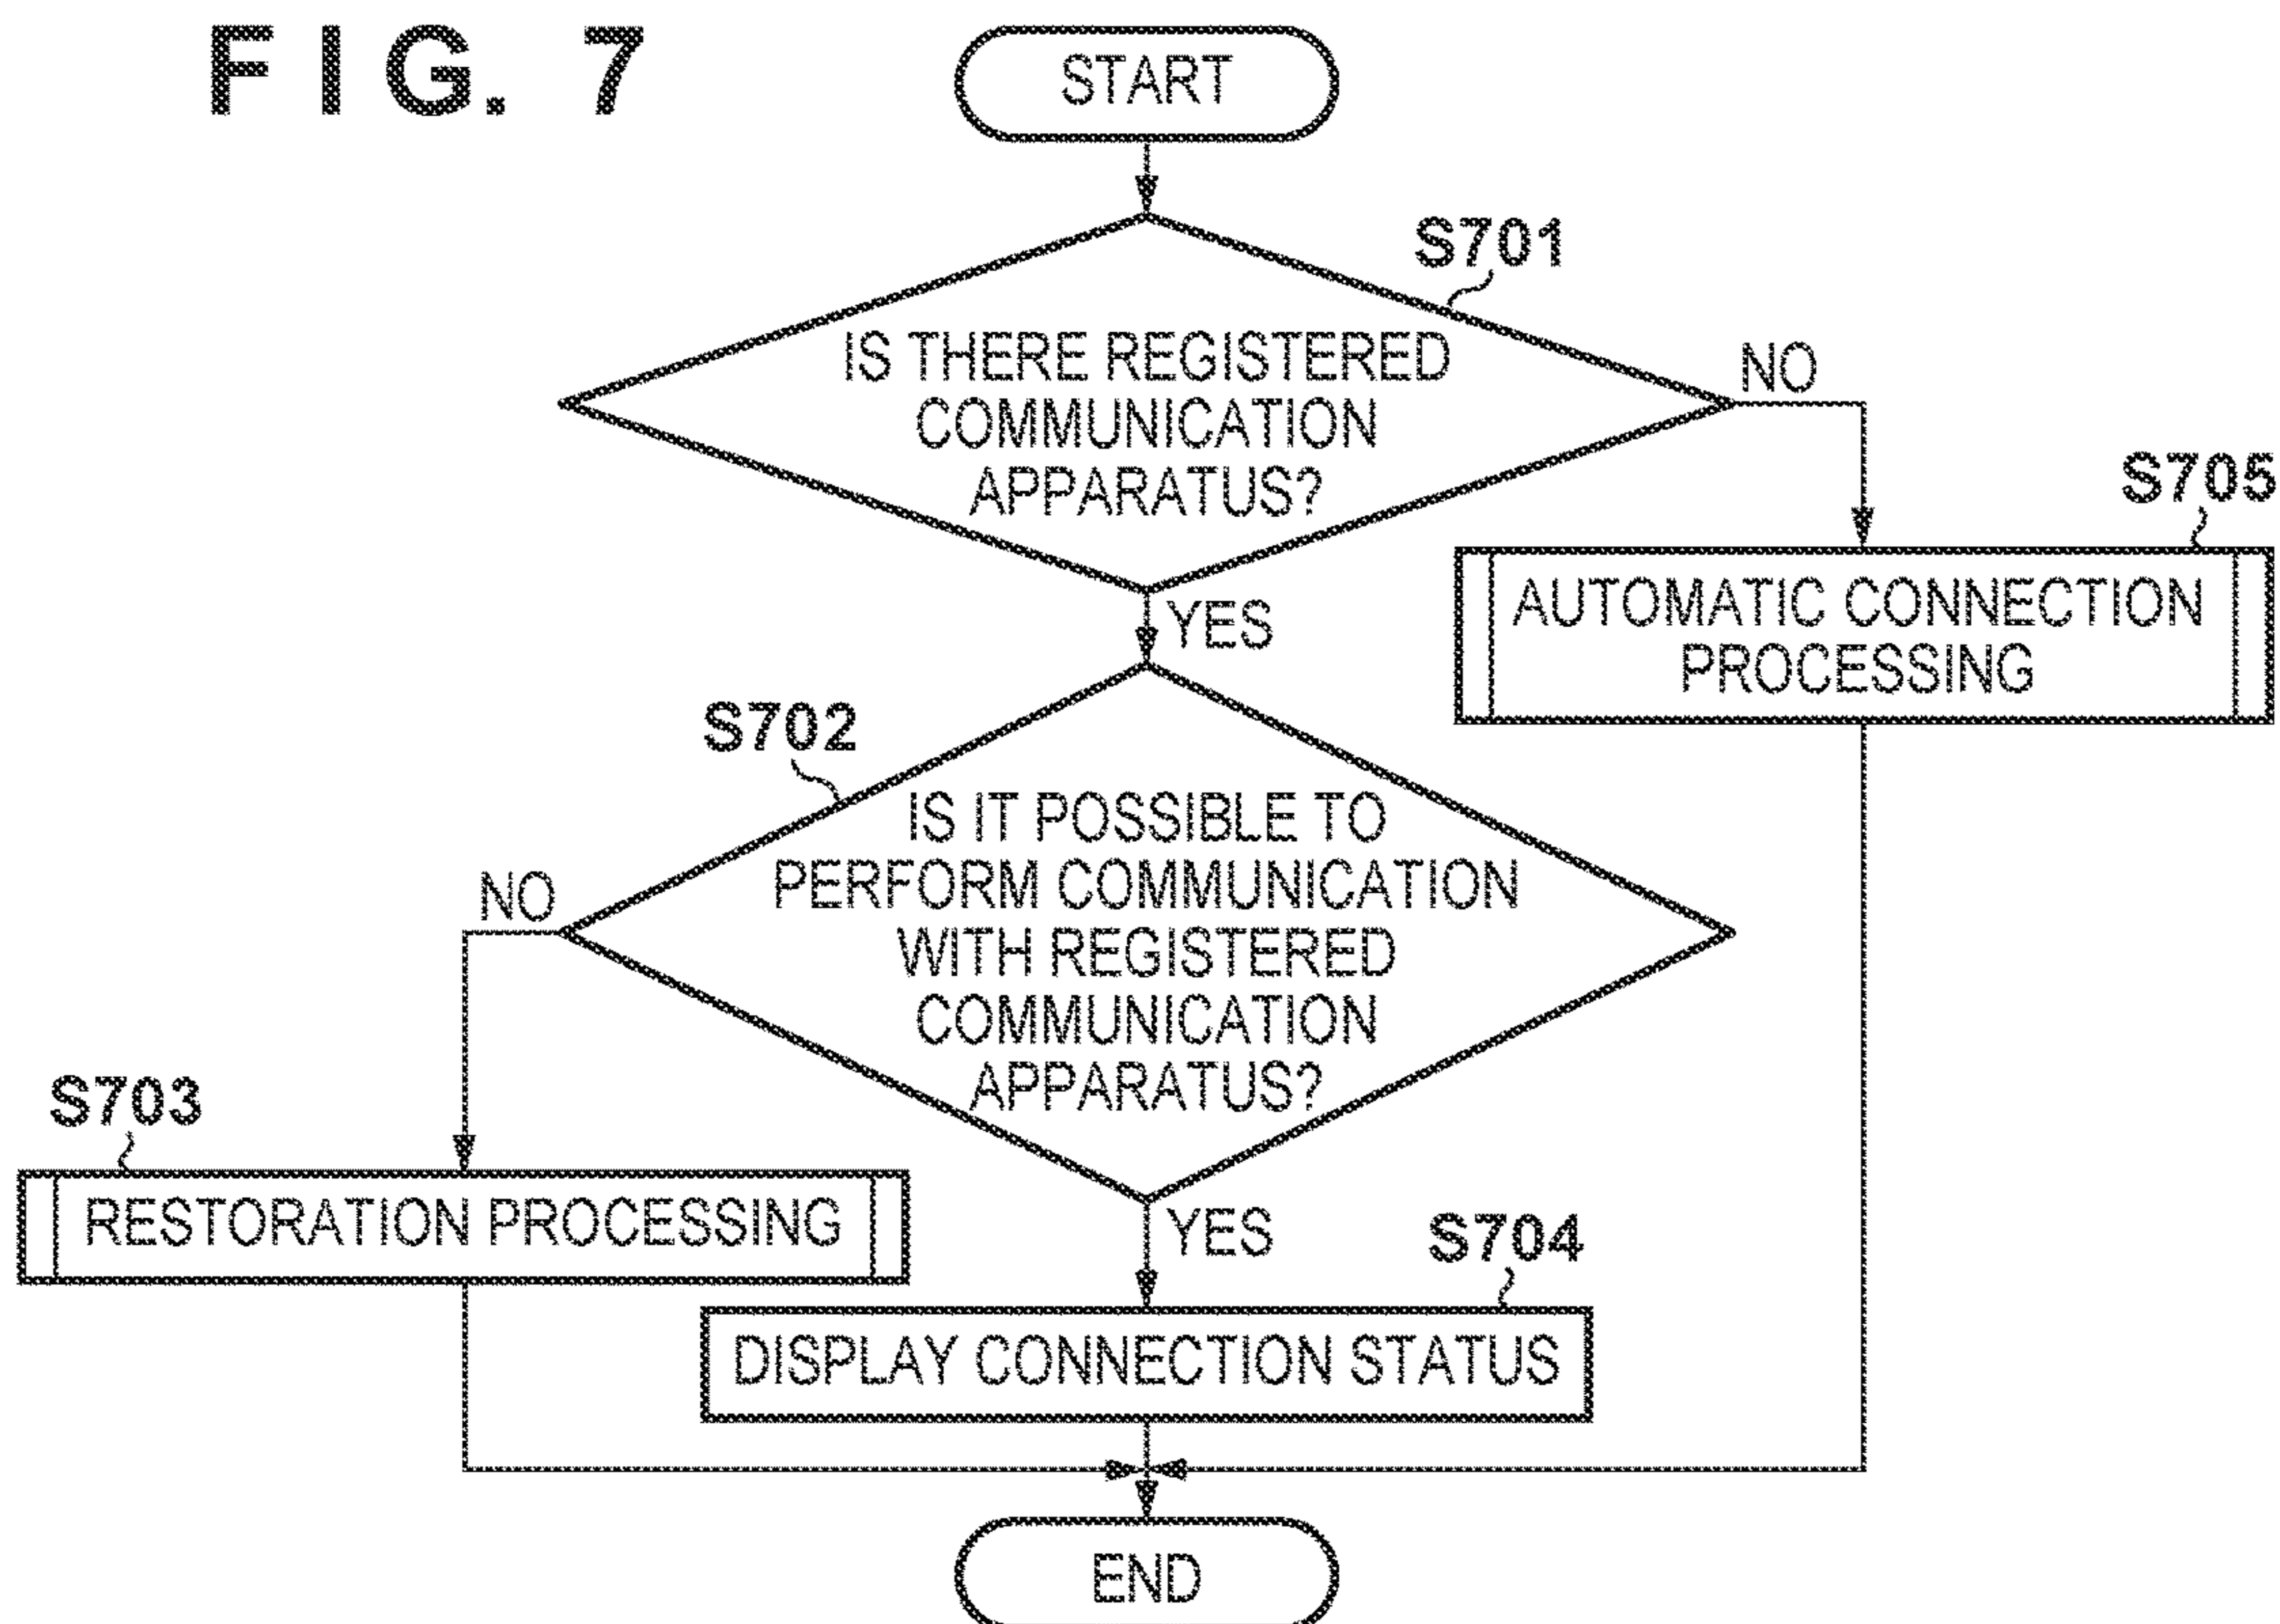 FIG. 7
START
S701
IS THERE REGISTERED
COMMUNICATION
APPARATUS?
NO
YES
S705
AUTOMATIC CONNECTION
PROCESSING
S702
IS IT POSSIBLE TO
PERFORM COMMUNICATION
WITH REGISTERED
COMMUNICATION
APPARATUS?
NO
YES
S703
RESTORATION PROCESSING
S704
DISPLAY CONNECTION STATUS
END